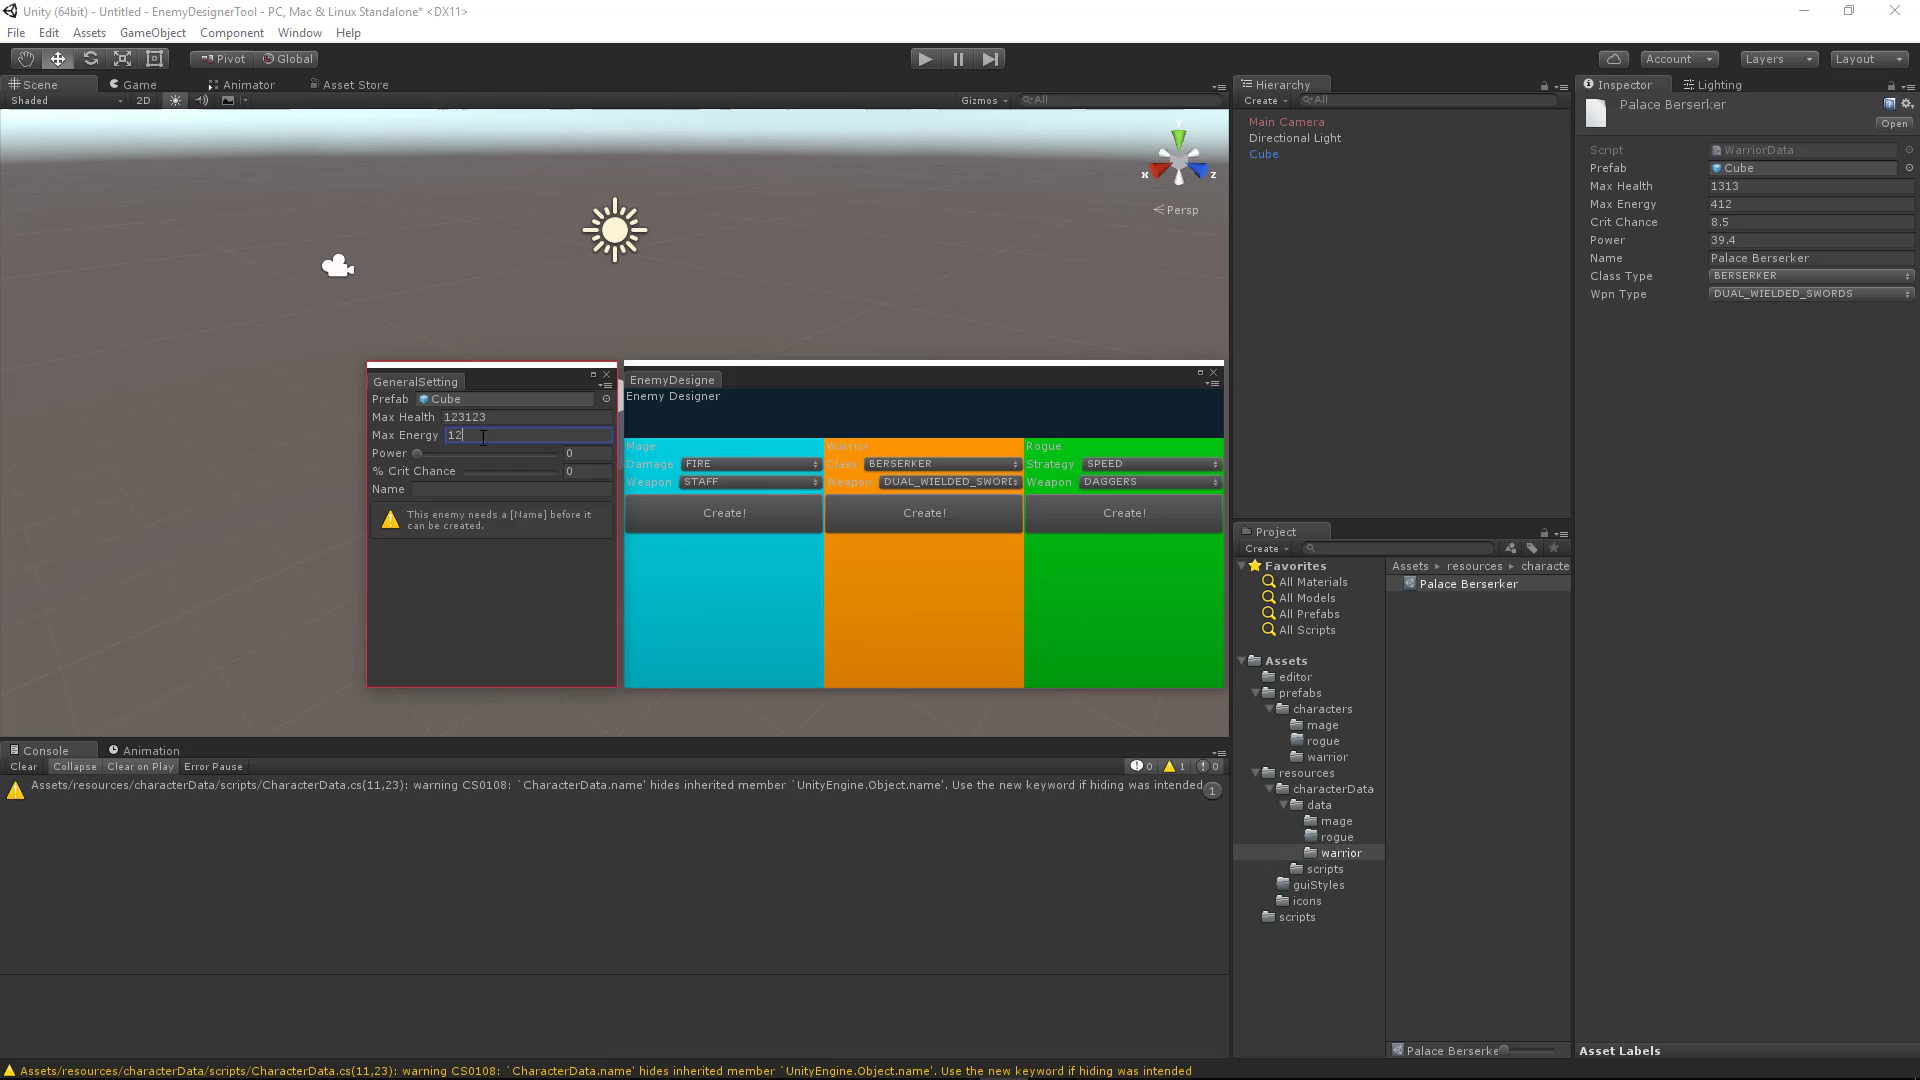 Unity (64bit) - Untitled - EnemyDesignerTool - PC, Mac & Linux Standalone* <DX11>
File Edit Assets GameObject Component Window Help
Pivot Global Account Layers Layout
Scene Game Animator Asset Store
Shaded 2D Gizmos All
y
x z
Persp
Hierarchy
Create All
Main Camera
Directional Light
Cube
Inspector Lighting
Palace Berserker
Open
Script WarriorData
Prefab Cube
Max Health 1313
Max Energy 412
Crit Chance 8.5
Power 39.4
Name Palace Berserker
Class Type BERSERKER
Wpn Type DUAL_WIELDED_SWORDS
GeneralSetting
Prefab Cube
Max Health 123123
Max Energy 12
Power 0
% Crit Chance 0
Name
This enemy needs a [Name] before it
can be created.
EnemyDesigne
Enemy Designer
Mage
Damage FIRE
Weapon STAFF
Create!
Warrior
Class BERSERKER
Weapon DUAL_WIELDED_SWORD
Create!
Rogue
Strategy SPEED
Weapon DAGGERS
Create!
Project
Create
Favorites
All Materials
All Models
All Prefabs
All Scripts
Assets
editor
prefabs
characters
mage
rogue
warrior
resources
characterData
data
mage
rogue
warrior
scripts
guiStyles
icons
scripts
Assets resources characte
Palace Berserker
Palace Berserke
Asset Labels
Console Animation
Clear Collapse Clear on Play Error Pause 0 1 0
Assets/resources/characterData/scripts/CharacterData.cs(11,23): warning CS0108: `CharacterData.name' hides inherited member `UnityEngine.Object.name'. Use the new keyword if hiding was intended 1
Assets/resources/characterData/scripts/CharacterData.cs(11,23): warning CS0108: `CharacterData.name' hides inherited member `UnityEngine.Object.name'. Use the new keyword if hiding was intended